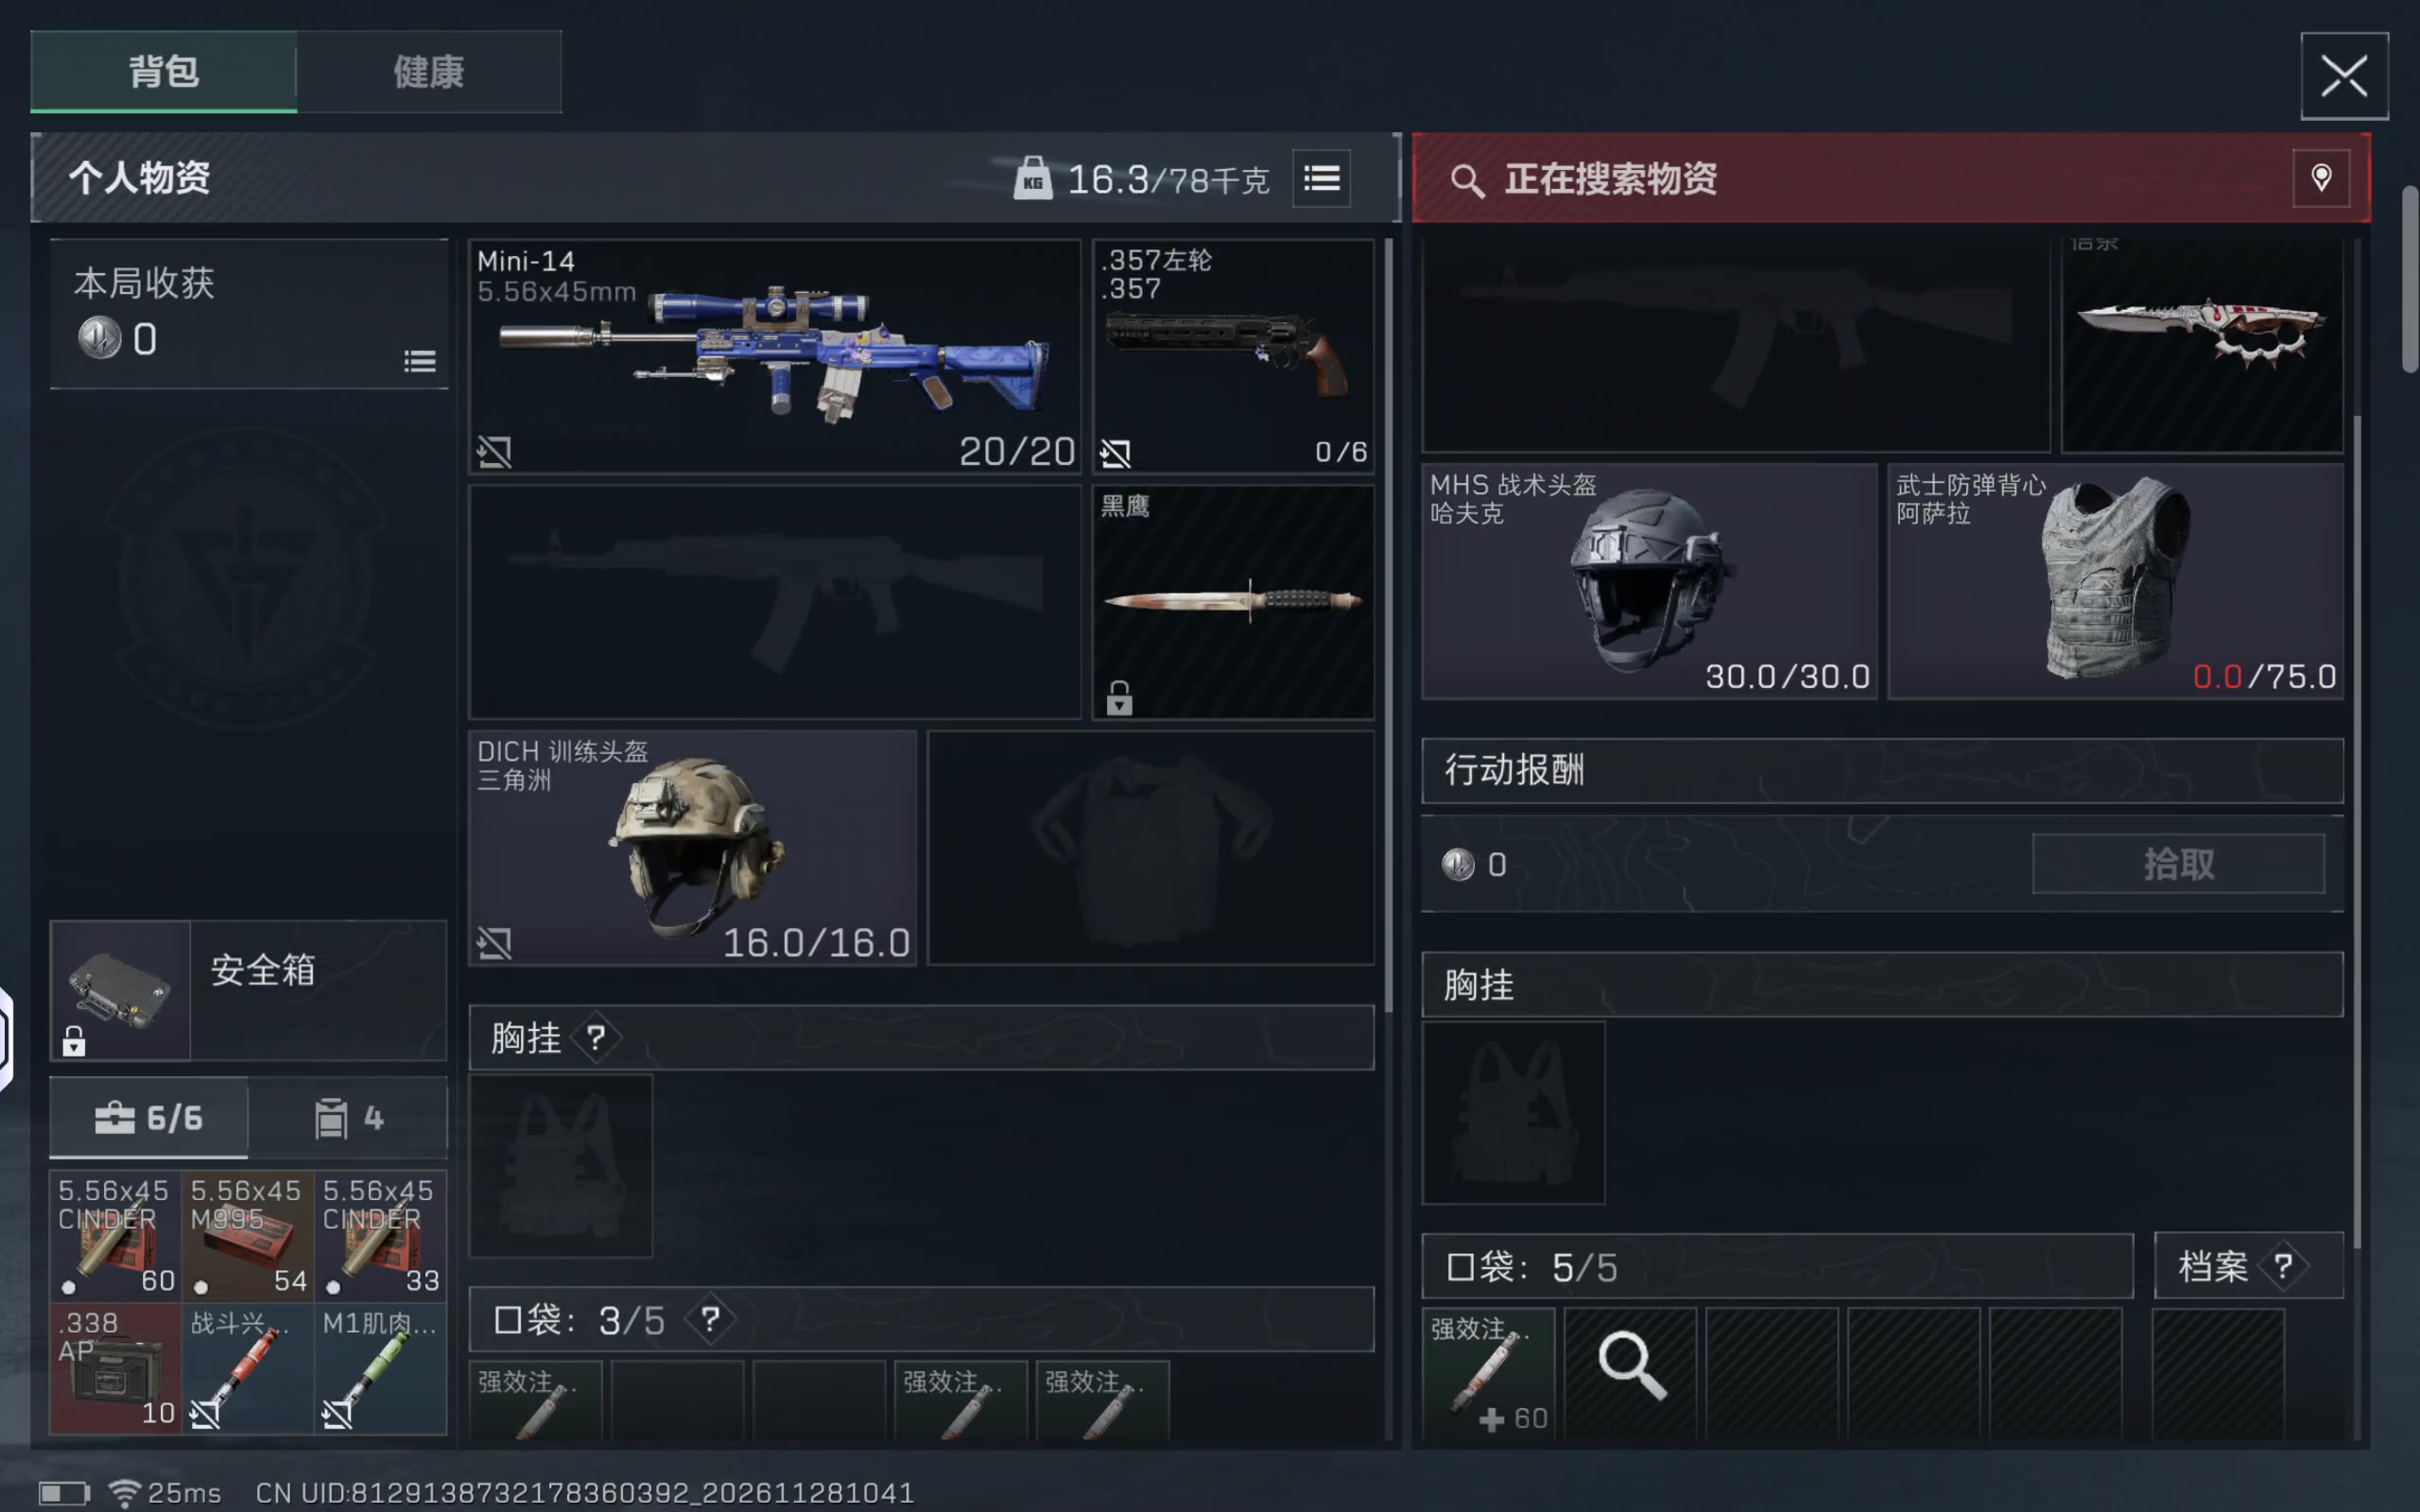 背包
健康
个人物资
KG 16.3/78千克
正在搜索物资
本局收获
0
Mini-14
5.56x45mm
20/20
.357左轮
.357
0/6
黑鹰
DICH 训练头盔
三角洲
16.0/16.0
安全箱
6/6
4
5.56x45
CINDER
60
5.56x45
M995
54
5.56x45
CINDER
33
.338
AP
10
战斗兴...
M1肌肉...
胸挂 ?
口袋: 3/5 ?
强效注...
强效注...
强效注...
信条
MHS 战术头盔
哈夫克
30.0/30.0
武士防弹背心
阿萨拉
0.0/75.0
行动报酬
0
拾取
胸挂
口袋: 5/5
档案 ?
强效注...
60
25ms
CN UID:8129138732178360392_202611281041